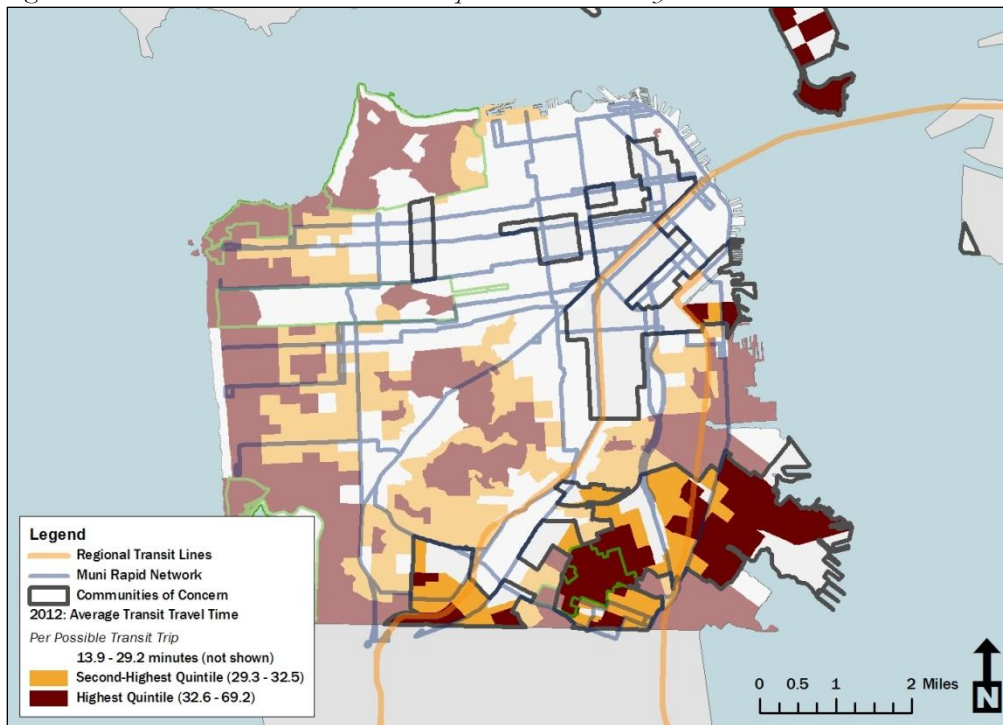 Legend
Regional Transit Lines
Muni Rapid Network
Communities of Concern
2012: Average Transit Travel Time
Per Possible Transit Trip
13.9 - 29.2 minutes (not shown)
Second-Highest Quintile (29.3 - 32.5)
Highest Quintile (32.6 - 69.2)
0 0.5 1 2 Miles
N